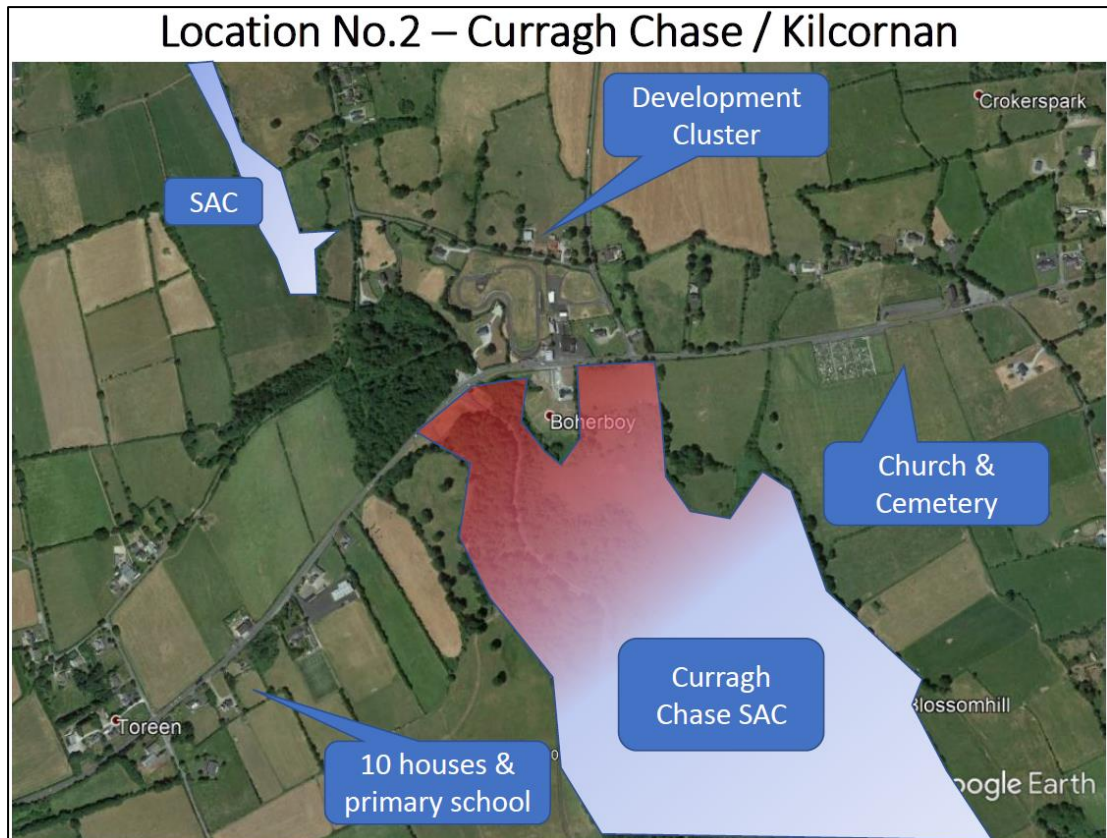 Location No.2 – Curragh Chase / Kilcornan
Development
Cluster
Crokerspark
SAC
Boherboy
Church &
Cemetery
Curragh
Chase SAC
Blossomhill
Toreen
10 houses &
primary school
Google Earth